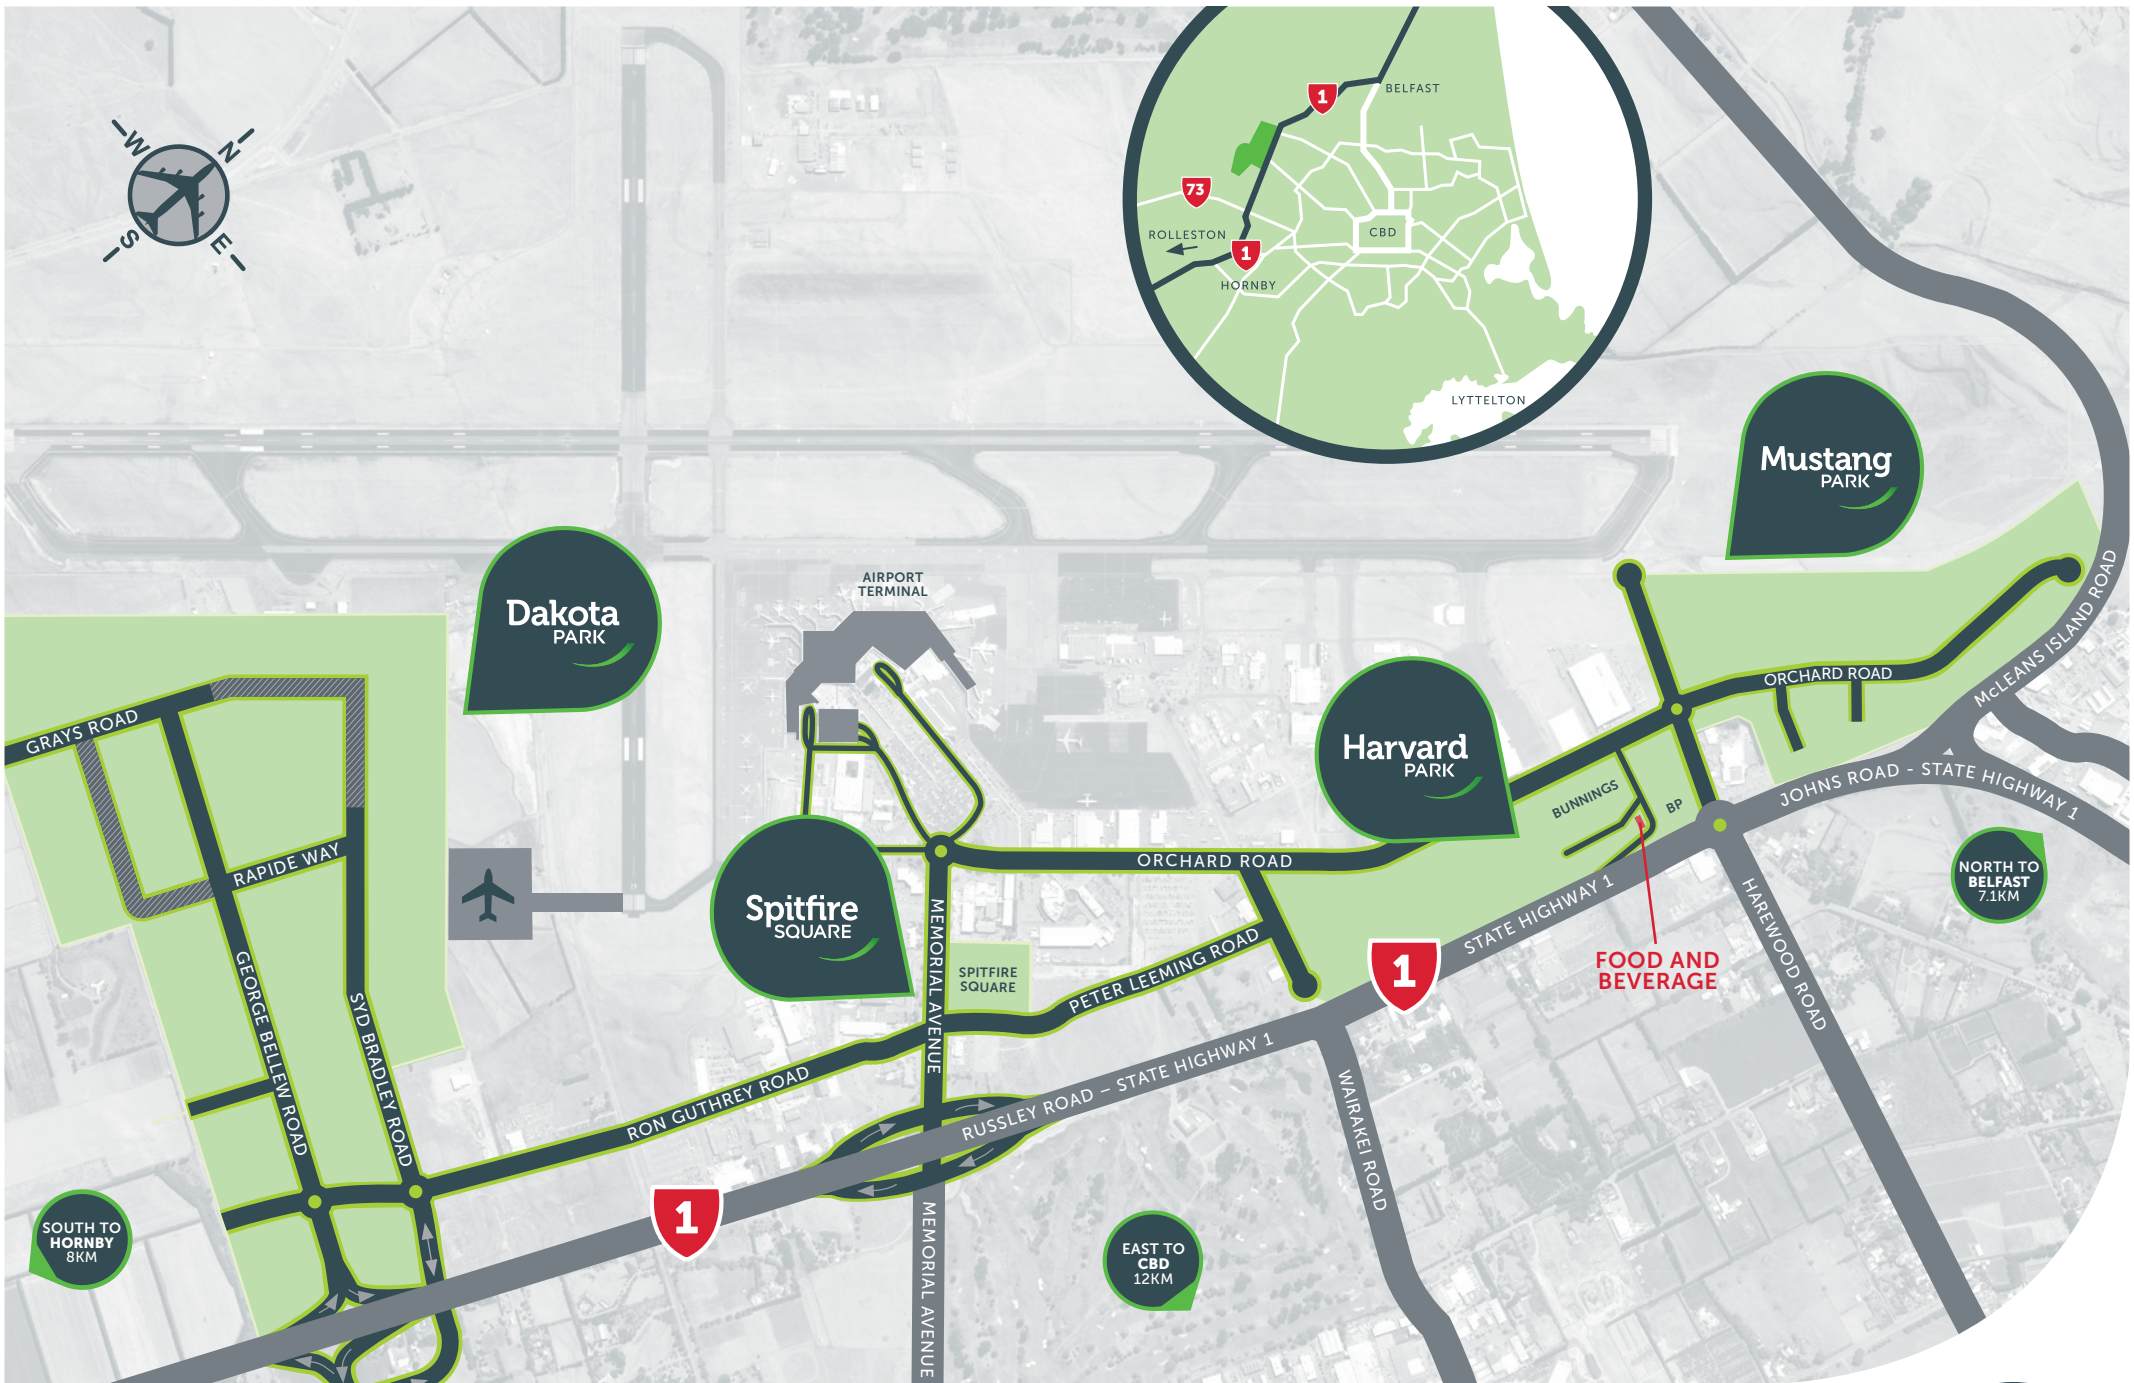 W
N
S
E
1
BELFAST
73
ROLLESTON
1
HORNBY
CBD
LYTTELTON
Mustang
PARK
Dakota
PARK
AIRPORT
TERMINAL
Harvard
PARK
Spitfire
SQUARE
GRAYS ROAD
RAPIDE WAY
GEORGE BELLEW ROAD
SYD BRADLEY ROAD
RON GUTHREY ROAD
MEMORIAL AVENUE
SPITFIRE
SQUARE
PETER LEEMING ROAD
ORCHARD ROAD
ORCHARD ROAD
McLEANS ISLAND ROAD
BUNNINGS
BP
JOHNS ROAD - STATE HIGHWAY 1
STATE HIGHWAY 1
1
FOOD AND
BEVERAGE
HAREWOOD ROAD
NORTH TO
BELFAST
7.1KM
RUSSLEY ROAD – STATE HIGHWAY 1
WAIRAKEI ROAD
1
MEMORIAL AVENUE
SOUTH TO
HORNBY
8KM
EAST TO
CBD
12KM